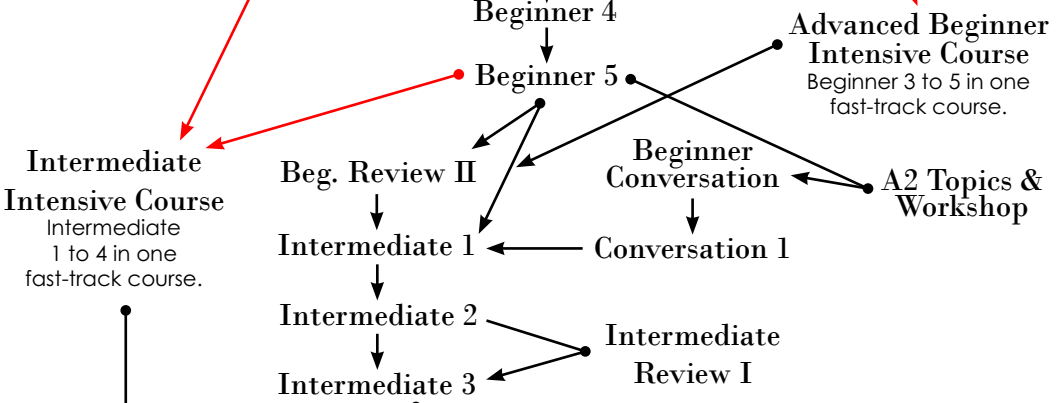 Beginner 4
Advanced Beginner
Intensive Course
Beginner 3 to 5 in one
fast-track course.
Beginner 5
Intermediate
Intensive Course
Intermediate
1 to 4 in one
fast-track course.
Beg. Review II
Beginner
Conversation
A2 Topics &
Workshop
Intermediate 1
Conversation 1
Intermediate 2
Intermediate
Review I
Intermediate 3